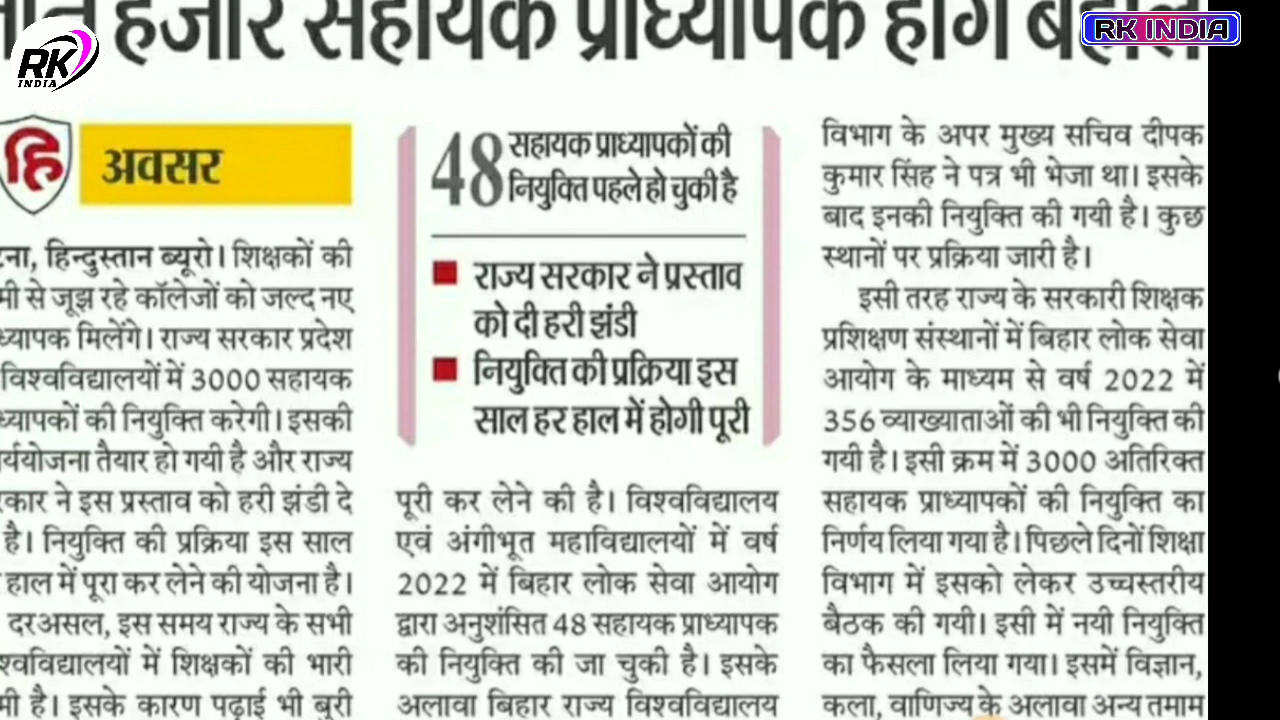 हजार सहायक प्राध्यापक होंगे बहाल
RK
INDIA
RK INDIA
हि
अवसर
हिन्दुस्तान ब्यूरो। शिक्षकों की
से जूझ रहे कॉलेजों को जल्द नए
मिलेंगे। राज्य सरकार प्रदेश
विश्वविद्यालयों में 3000 सहायक
की नियुक्ति करेगी। इसकी
तैयार हो गयी है और राज्य
ने इस प्रस्ताव को हरी झंडी दे
है। नियुक्ति की प्रक्रिया इस साल
हाल में पूरा कर लेने की योजना है।
दरअसल, इस समय राज्य के सभी
में शिक्षकों की भारी
है। इसके कारण पढ़ाई भी बुरी
48 सहायक प्राध्यापकों की
नियुक्ति पहले हो चुकी है
राज्य सरकार ने प्रस्ताव
को दी हरी झंडी
नियुक्ति की प्रक्रिया इस
साल हर हाल में होगी पूरी
पूरी कर लेने की है। विश्वविद्यालय
एवं अंगीभूत महाविद्यालयों में वर्ष
2022 में बिहार लोक सेवा आयोग
द्वारा अनुशंसित 48 सहायक प्राध्यापक
की नियुक्ति की जा चुकी है। इसके
अलावा बिहार राज्य विश्वविद्यालय
विभाग के अपर मुख्य सचिव दीपक
कुमार सिंह ने पत्र भी भेजा था। इसके
बाद इनकी नियुक्ति की गयी है। कुछ
स्थानों पर प्रक्रिया जारी है।
इसी तरह राज्य के सरकारी शिक्षक
प्रशिक्षण संस्थानों में बिहार लोक सेवा
आयोग के माध्यम से वर्ष 2022 में
356 व्याख्याताओं की भी नियुक्ति की
गयी है। इसी क्रम में 3000 अतिरिक्त
सहायक प्राध्यापकों की नियुक्ति का
निर्णय लिया गया है। पिछले दिनों शिक्षा
विभाग में इसको लेकर उच्चस्तरीय
बैठक की गयी। इसी में नयी नियुक्ति
का फैसला लिया गया। इसमें विज्ञान,
कला, वाणिज्य के अलावा अन्य तमाम